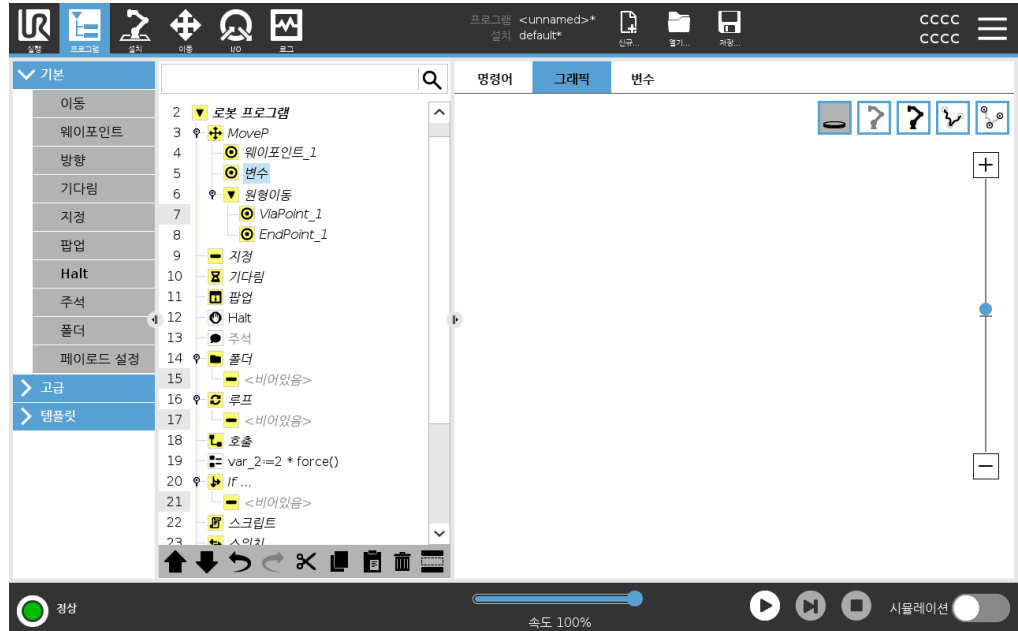 UR
실행
프로그램
설치
이동
I/O
로그
프로그램 <unnamed>*
설치 default*
신규...
열기...
저장...
cccc
cccc
기본
이동
웨이포인트
방향
기다림
지정
팝업
Halt
주석
폴더
페이로드 설정
고급
템플릿
2 로봇 프로그램
3 MoveP
4 웨이포인트_1
5 변수
6 원형이동
7 ViaPoint_1
8 EndPoint_1
9 지정
10 기다림
11 팝업
12 Halt
13 주석
14 폴더
15 <비어있음>
16 루프
17 <비어있음>
18 호출
19 var_2:=2 * force()
20 If ...
21 <비어있음>
22 스크립트
23 스위치
명령어 그래픽 변수
정상
속도 100%
시뮬레이션